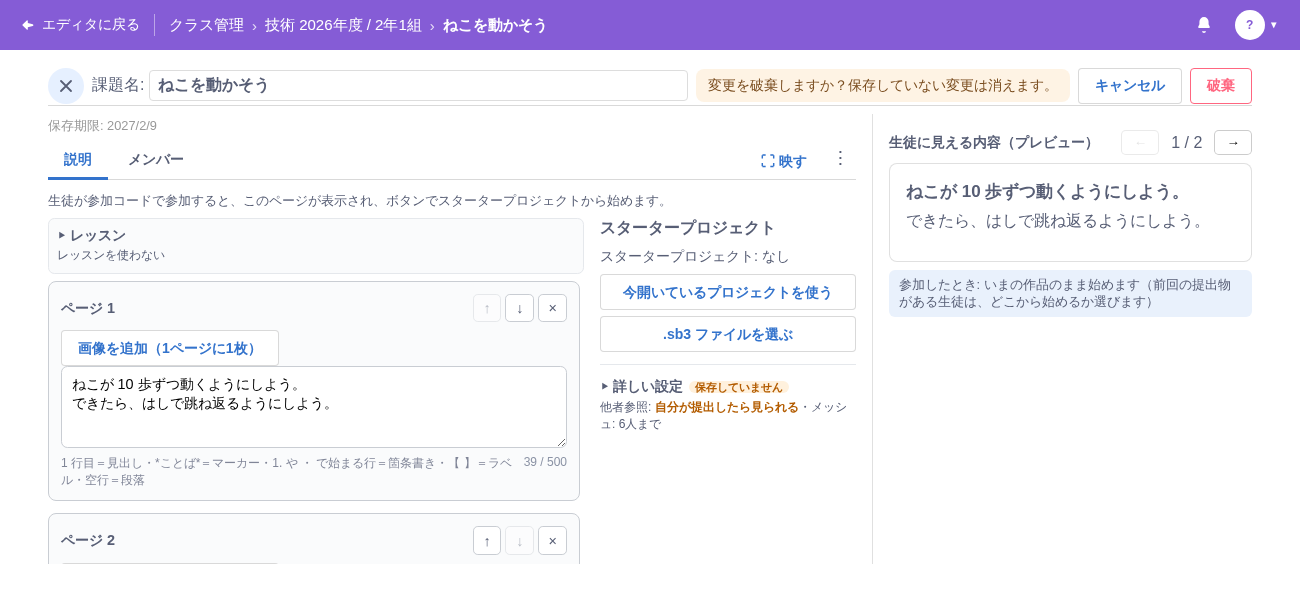 エディタに戻る
クラス管理 › 技術 2026年度 / 2年1組 › ねこを動かそう
?
課題名: ねこを動かそう
変更を破棄しますか？保存していない変更は消えます。
キャンセル
破棄
保存期限: 2027/2/9
説明
メンバー
映す
生徒が参加コードで参加すると、このページが表示され、ボタンでスタータープロジェクトから始めます。
レッスン
レッスンを使わない
ページ 1
↑ ↓ ×
画像を追加（1ページに1枚）
ねこが 10 歩ずつ動くようにしよう。
できたら、はしで跳ね返るようにしよう。
1 行目＝見出し・*ことば*＝マーカー・1. や ・ で始まる行＝箇条書き・【 】＝ラベ
ル・空行＝段落
39 / 500
ページ 2
↑ ↓ ×
スタータープロジェクト
スタータープロジェクト: なし
今開いているプロジェクトを使う
.sb3 ファイルを選ぶ
詳しい設定 保存していません
他者参照: 自分が提出したら見られる・メッシ
ュ: 6人まで
生徒に見える内容（プレビュー）
← 1 / 2 →
ねこが 10 歩ずつ動くようにしよう。
できたら、はしで跳ね返るようにしよう。
参加したとき: いまの作品のまま始めます（前回の提出物
がある生徒は、どこから始めるか選びます）